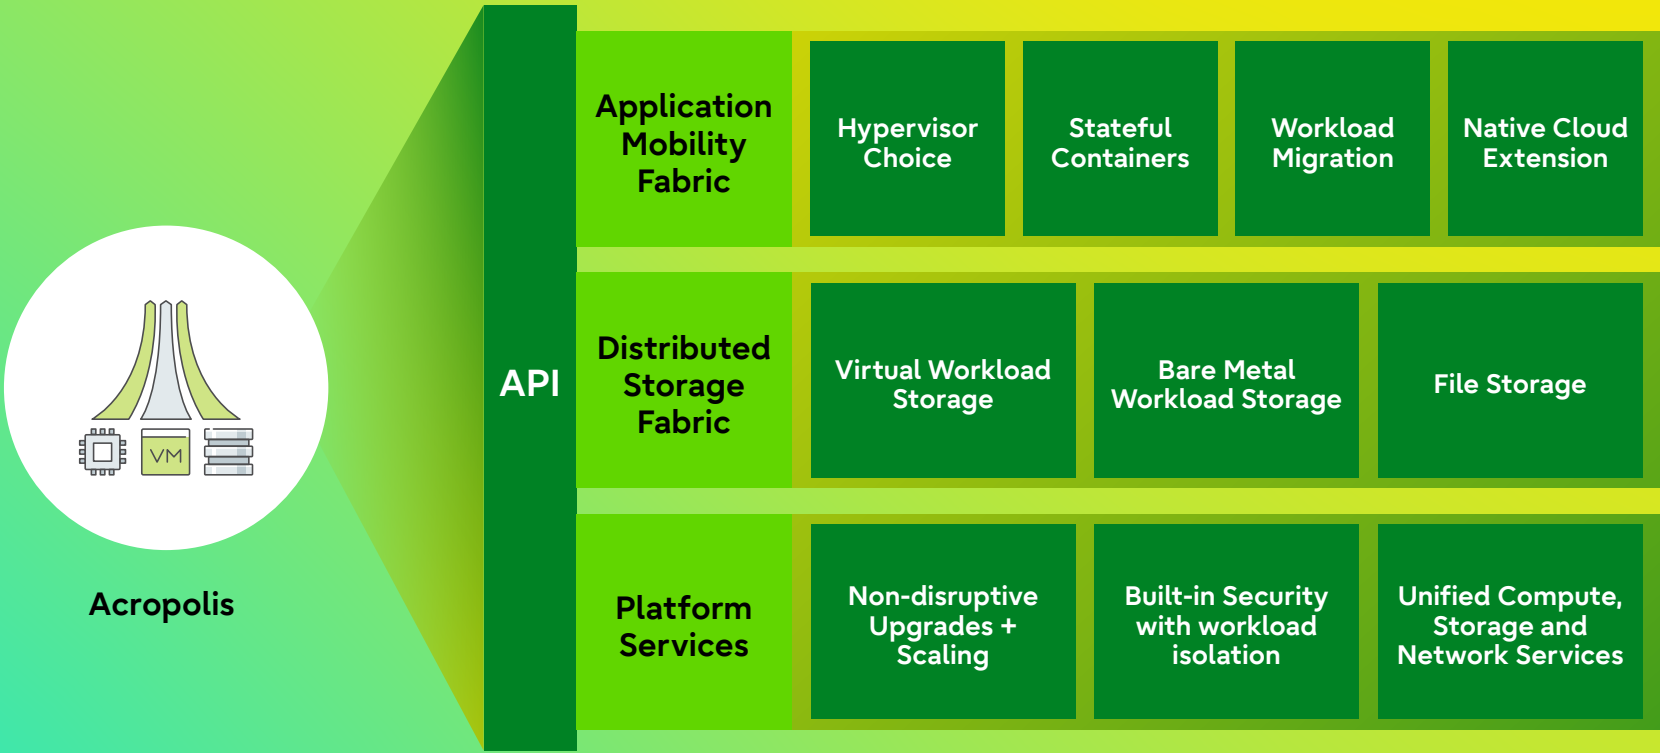 Application
Mobility
Fabric
Hypervisor
Choice
Stateful
Containers
Workload
Migration
Native Cloud
Extension
API
Distributed
Storage
Fabric
Virtual Workload
Storage
Bare Metal
Workload Storage
File Storage
VM
Acropolis
Platform
Services
Non-disruptive
Upgrades +
Scaling
Built-in Security
with workload
isolation
Unified Compute,
Storage and
Network Services